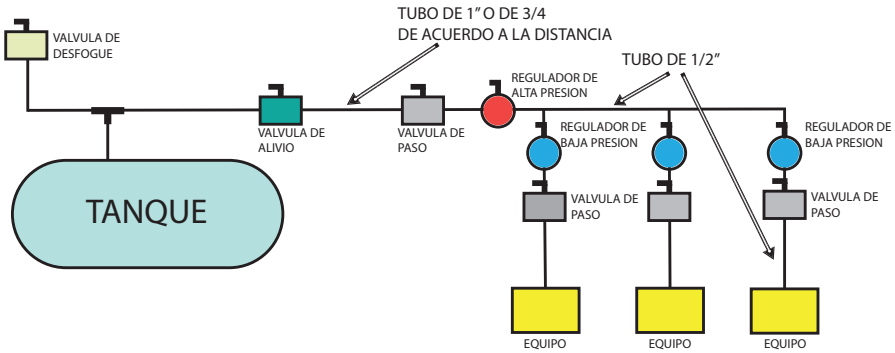 TUBO DE 1” O DE 3/4
DE ACUERDO A LA DISTANCIA
VALVULA DE
DESFOGUE
TUBO DE 1/2”
REGULADOR DE
ALTA PRESION
VALVULA DE
ALIVIO
VALVULA DE
PASO
REGULADOR DE
BAJA PRESION
REGULADOR DE
BAJA PRESION
TANQUE
VALVULA DE
PASO
VALVULA DE
PASO
EQUIPO
EQUIPO
EQUIPO